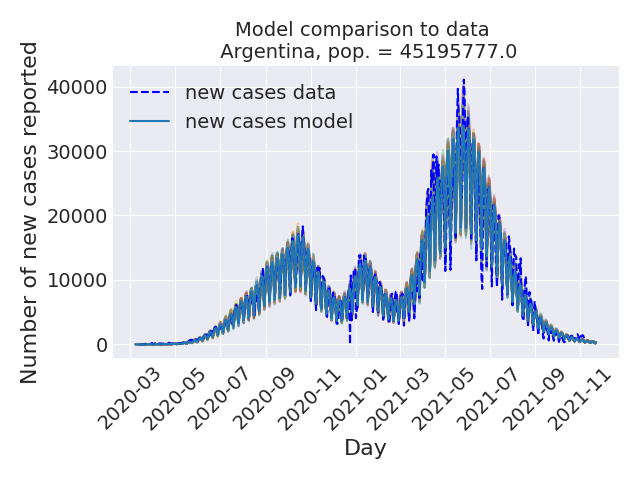 Model comparison to data
Argentina, pop. = 45195777.0
Number of new cases reported
40000
30000
20000
10000
0
new cases data
new cases model
2020-03
2020-05
2020-07
2020-09
2020-11
2021-01
2021-03
2021-05
2021-07
2021-09
2021-11
Day